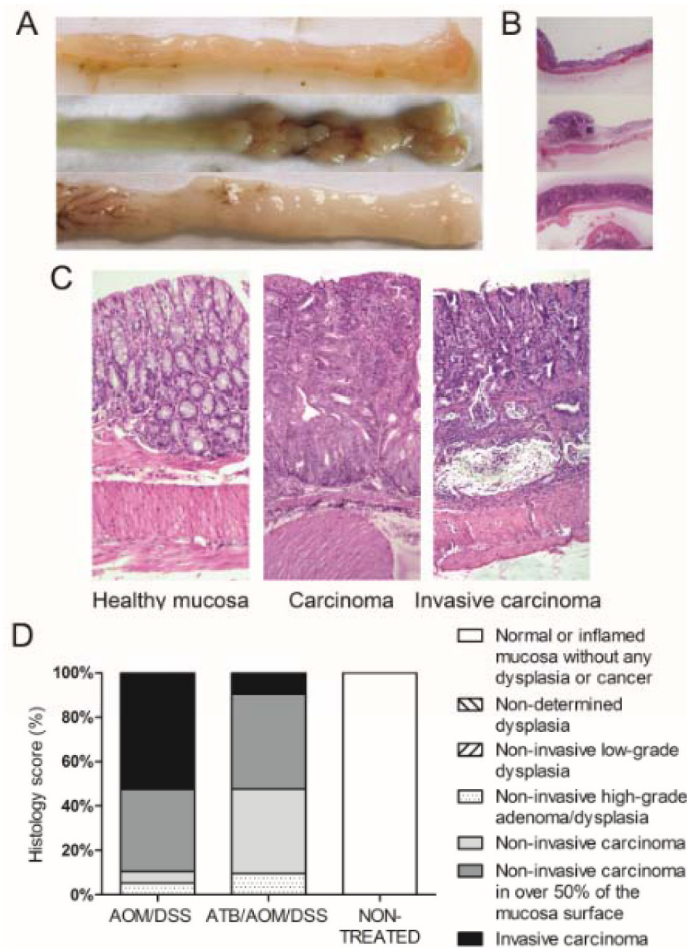 A
B
C
Healthy mucosa
Carcinoma
Invasive carcinoma
D
Histology score (%)
100%
80%
60%
40%
20%
0%
AOM/DSS
ATB/AOM/DSS
NON-
TREATED
Normal or inflamed
mucosa without any
dysplasia or cancer
Non-determined
dysplasia
Non-invasive low-grade
dysplasia
Non-invasive high-grade
adenoma/dysplasia
Non-invasive carcinoma
Non-invasive carcinoma
in over 50% of the
mucosa surface
Invasive carcinoma